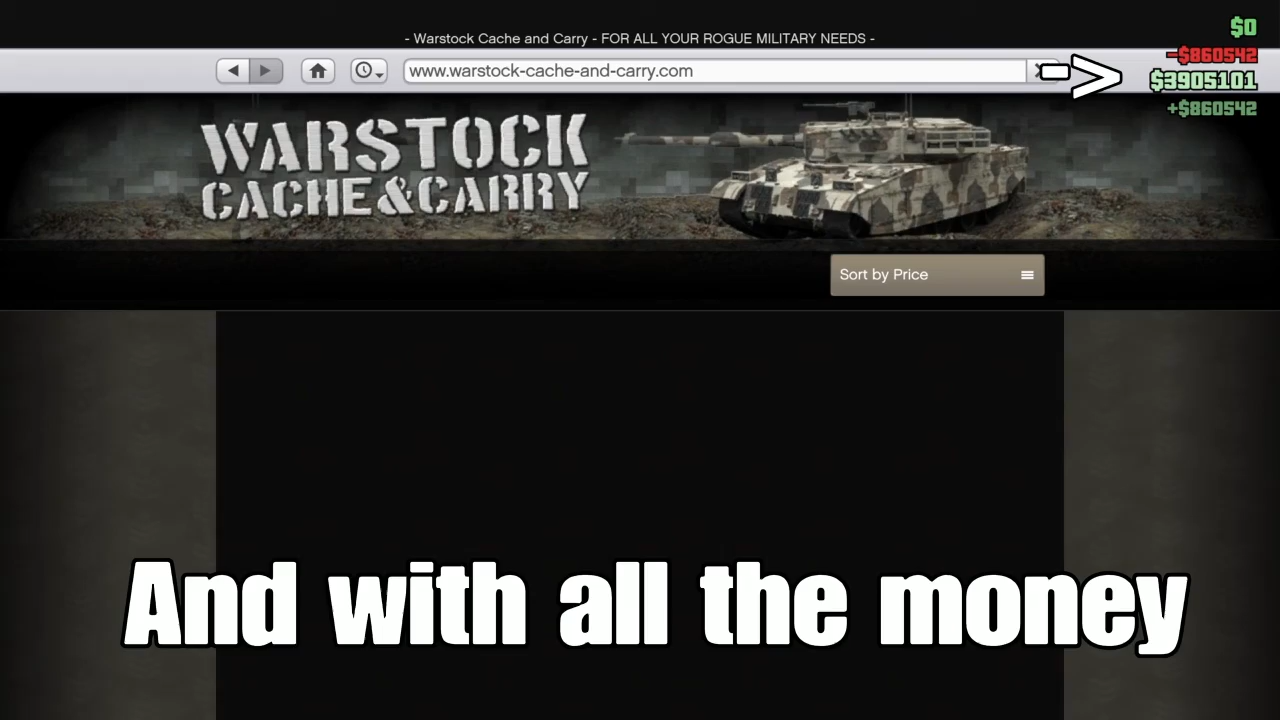 - Warstock Cache and Carry - FOR ALL YOUR ROGUE MILITARY NEEDS -
$0
-$860542
www.warstock-cache-and-carry.com
$3905101
+$860542
WARSTOCK
CACHE&CARRY
Sort by Price
And with all the money